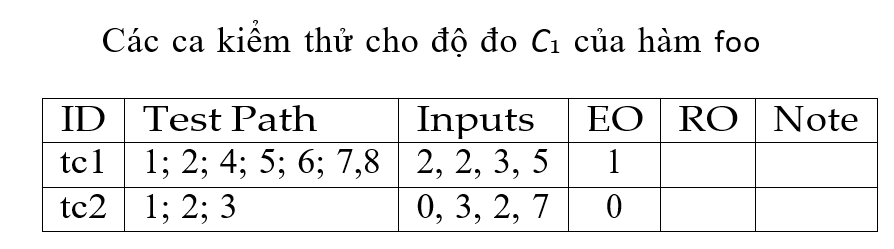 Các ca kiểm thử cho độ đo C₁ của hàm foo
ID Test Path Inputs EO RO Note
tc1 1; 2; 4; 5; 6; 7,8 2, 2, 3, 5 1
tc2 1; 2; 3 0, 3, 2, 7 0